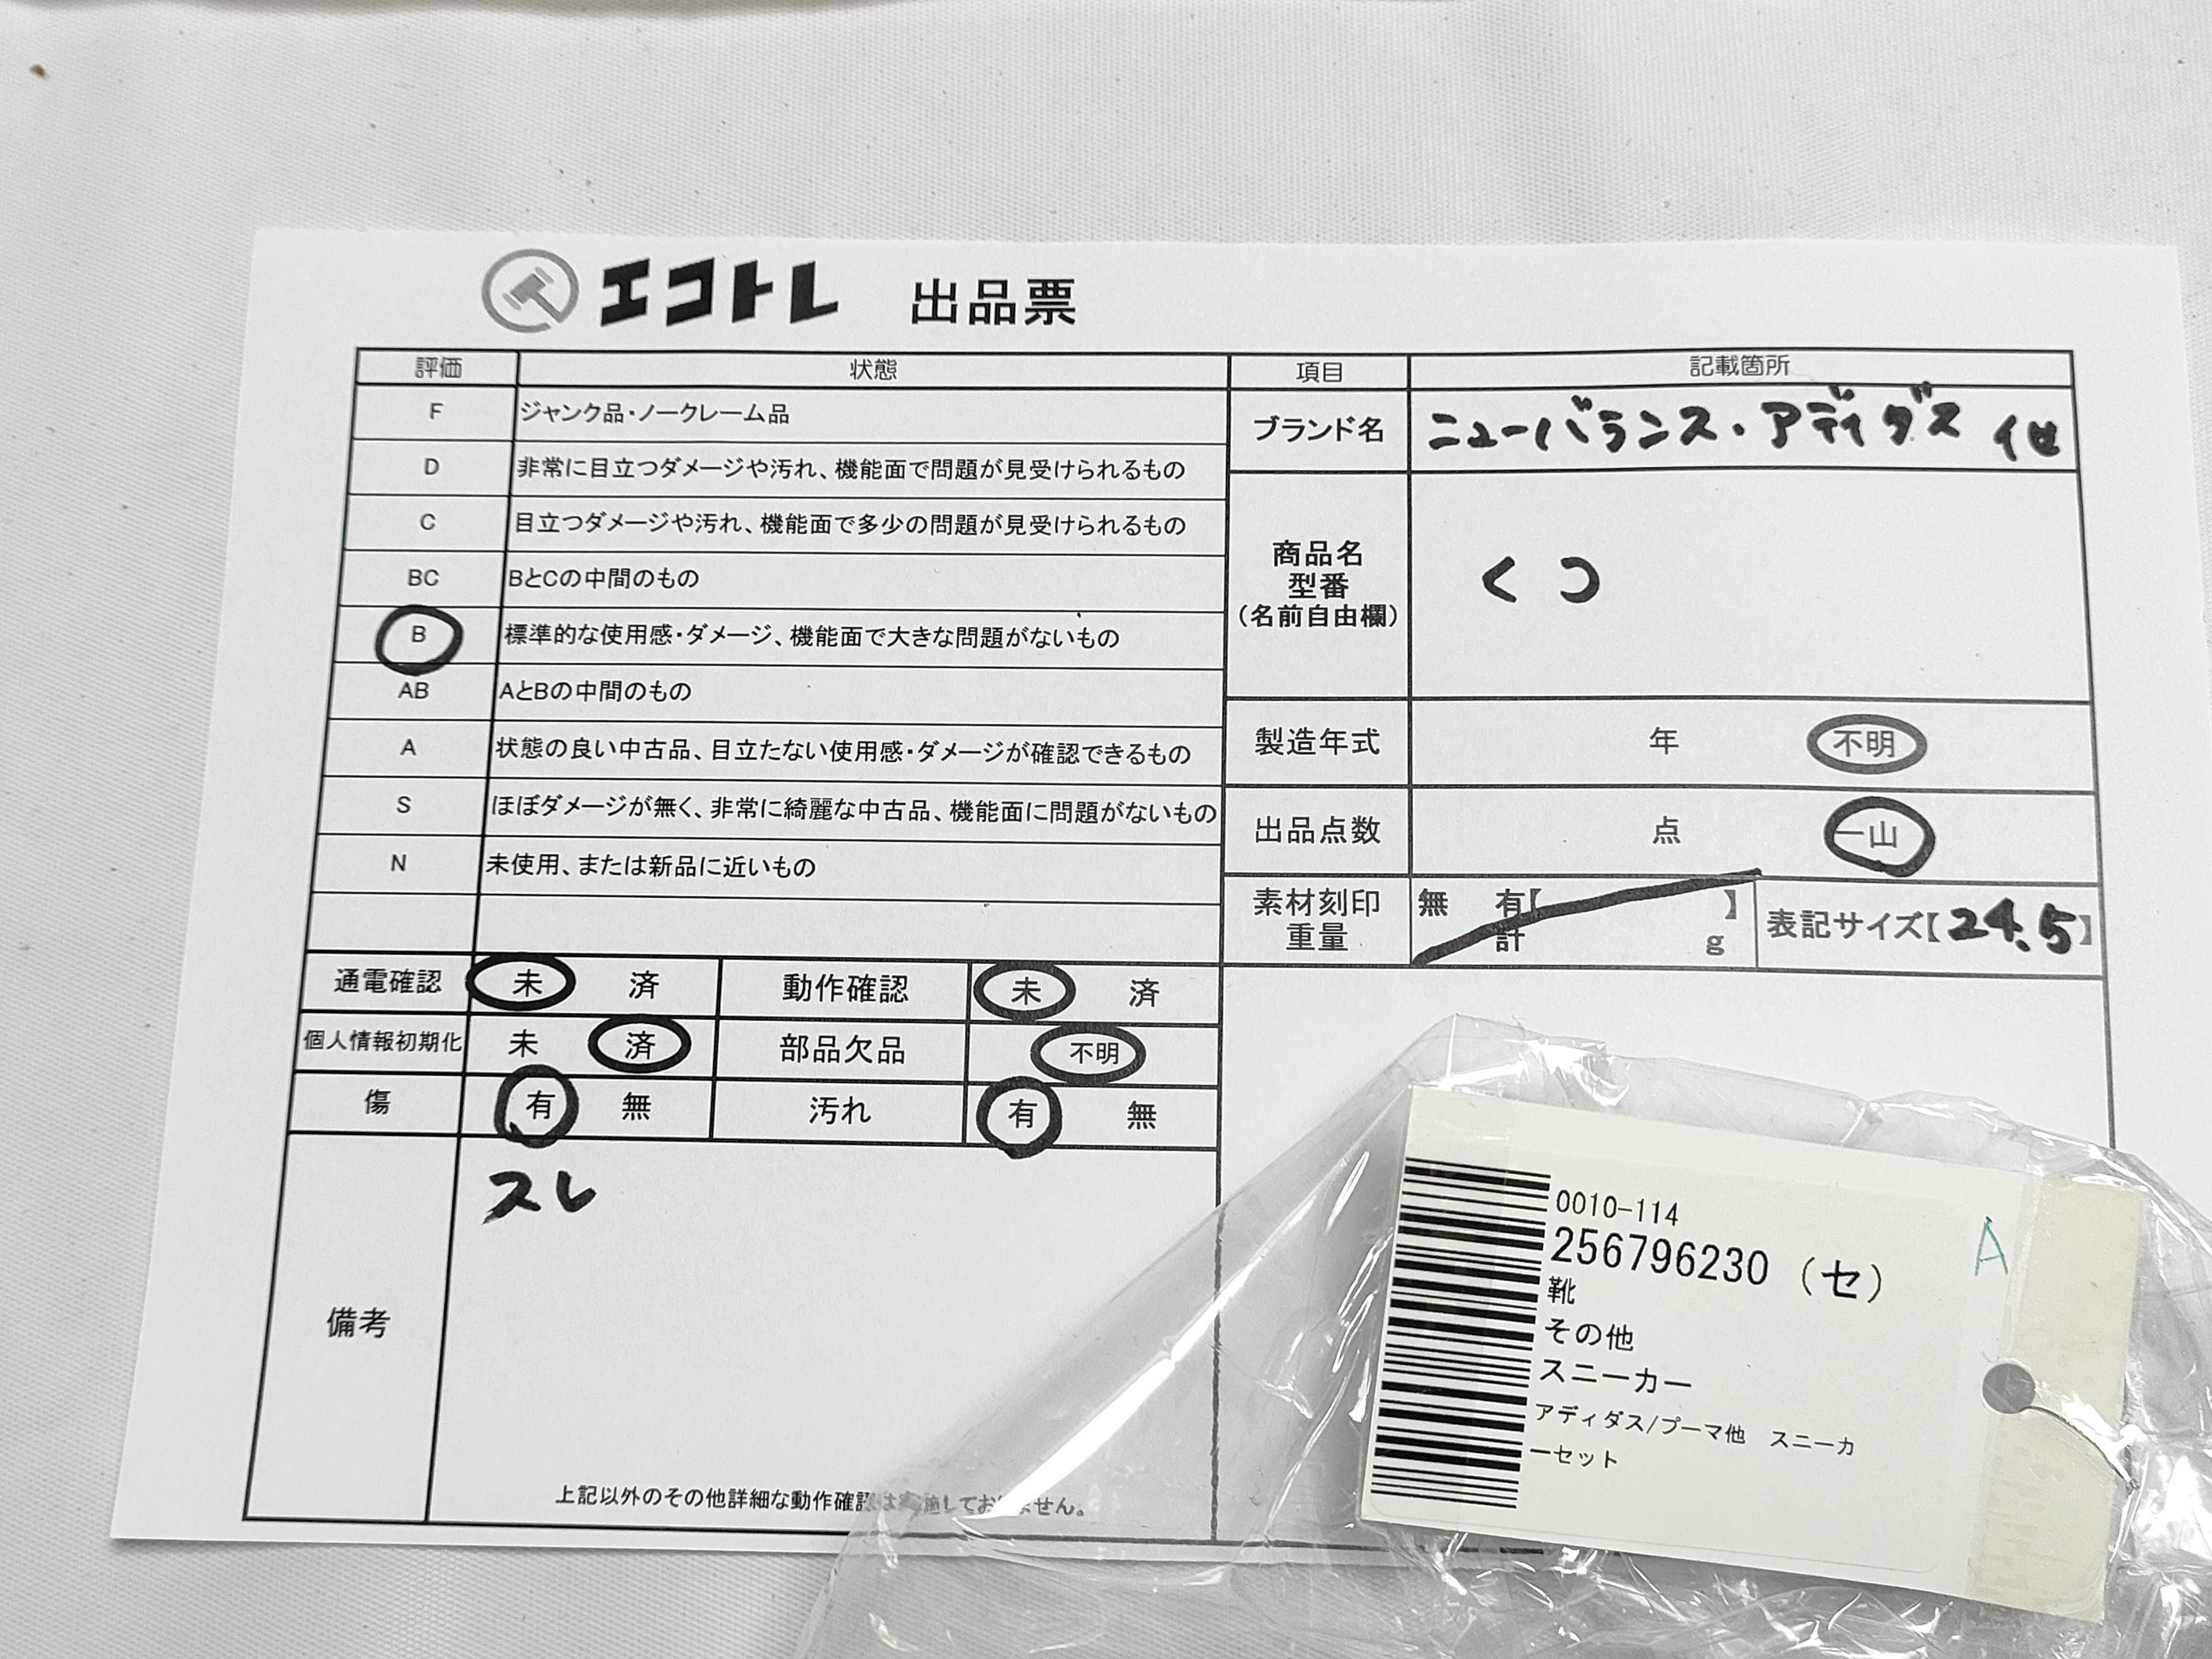 エコトレ 出品票
評価 状態 項目 記載箇所
F ジャンク品・ノークレーム品
D 非常に目立つダメージや汚れ、機能面で問題が見受けられるもの
C 目立つダメージや汚れ、機能面で多少の問題が見受けられるもの
BC BとCの中間のもの
B 標準的な使用感・ダメージ、機能面で大きな問題がないもの
AB AとBの中間のもの
A 状態の良い中古品、目立たない使用感・ダメージが確認できるもの
S ほぼダメージが無く、非常に綺麗な中古品、機能面に問題がないもの
N 未使用、または新品に近いもの
ブランド名 ニューバランス・アディダス 他
商品名
型番
(名前自由欄)
くつ
製造年式 年 不明
出品点数 点 一山
素材刻印 無 有【 】
重量 計 g
表記サイズ【24.5】
通電確認 未 済 動作確認 未 済
個人情報初期化 未 済 部品欠品 不明
傷 有 無 汚れ 有 無
備考
スレ
上記以外のその他詳細な動作確認は実施しておりません。
0010-114
256796230 (セ)
靴
その他
スニーカー
アディダス/プーマ他 スニーカ
ーセット
A